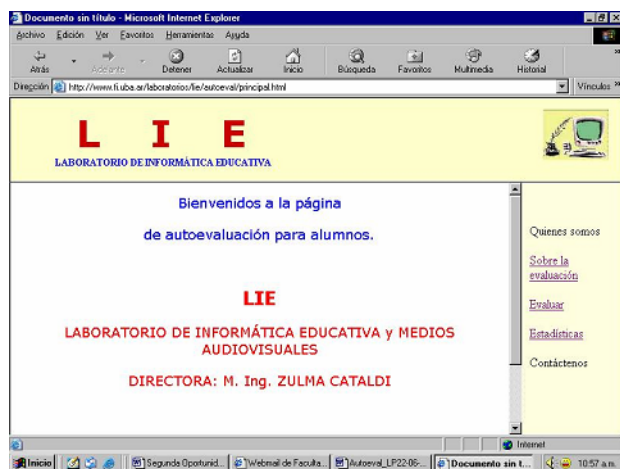 Documento sin título - Microsoft Internet Explorer
Archivo Edición Ver Favoritos Herramientas Ayuda
Atrás Adelante Detener Actualizar Inicio Búsqueda Favoritos Multimedia Historial
Dirección http://www.fi.uba.ar/laboratorios/lie/autoeval/principal.html Vínculos
L I E
LABORATORIO DE INFORMÁTICA EDUCATIVA
Bienvenidos a la página
de autoevaluación para alumnos.
LIE
LABORATORIO DE INFORMÁTICA EDUCATIVA y MEDIOS
AUDIOVISUALES
DIRECTORA: M. Ing. ZULMA CATALDI
Quienes somos
Sobre la
evaluación
Evaluar
Estadísticas
Contáctenos
Internet
Inicio Segunda Oportunid... Webmail de Faculta... Autoeval_LP22-06-... Documento sin t... 10:57 a.m.